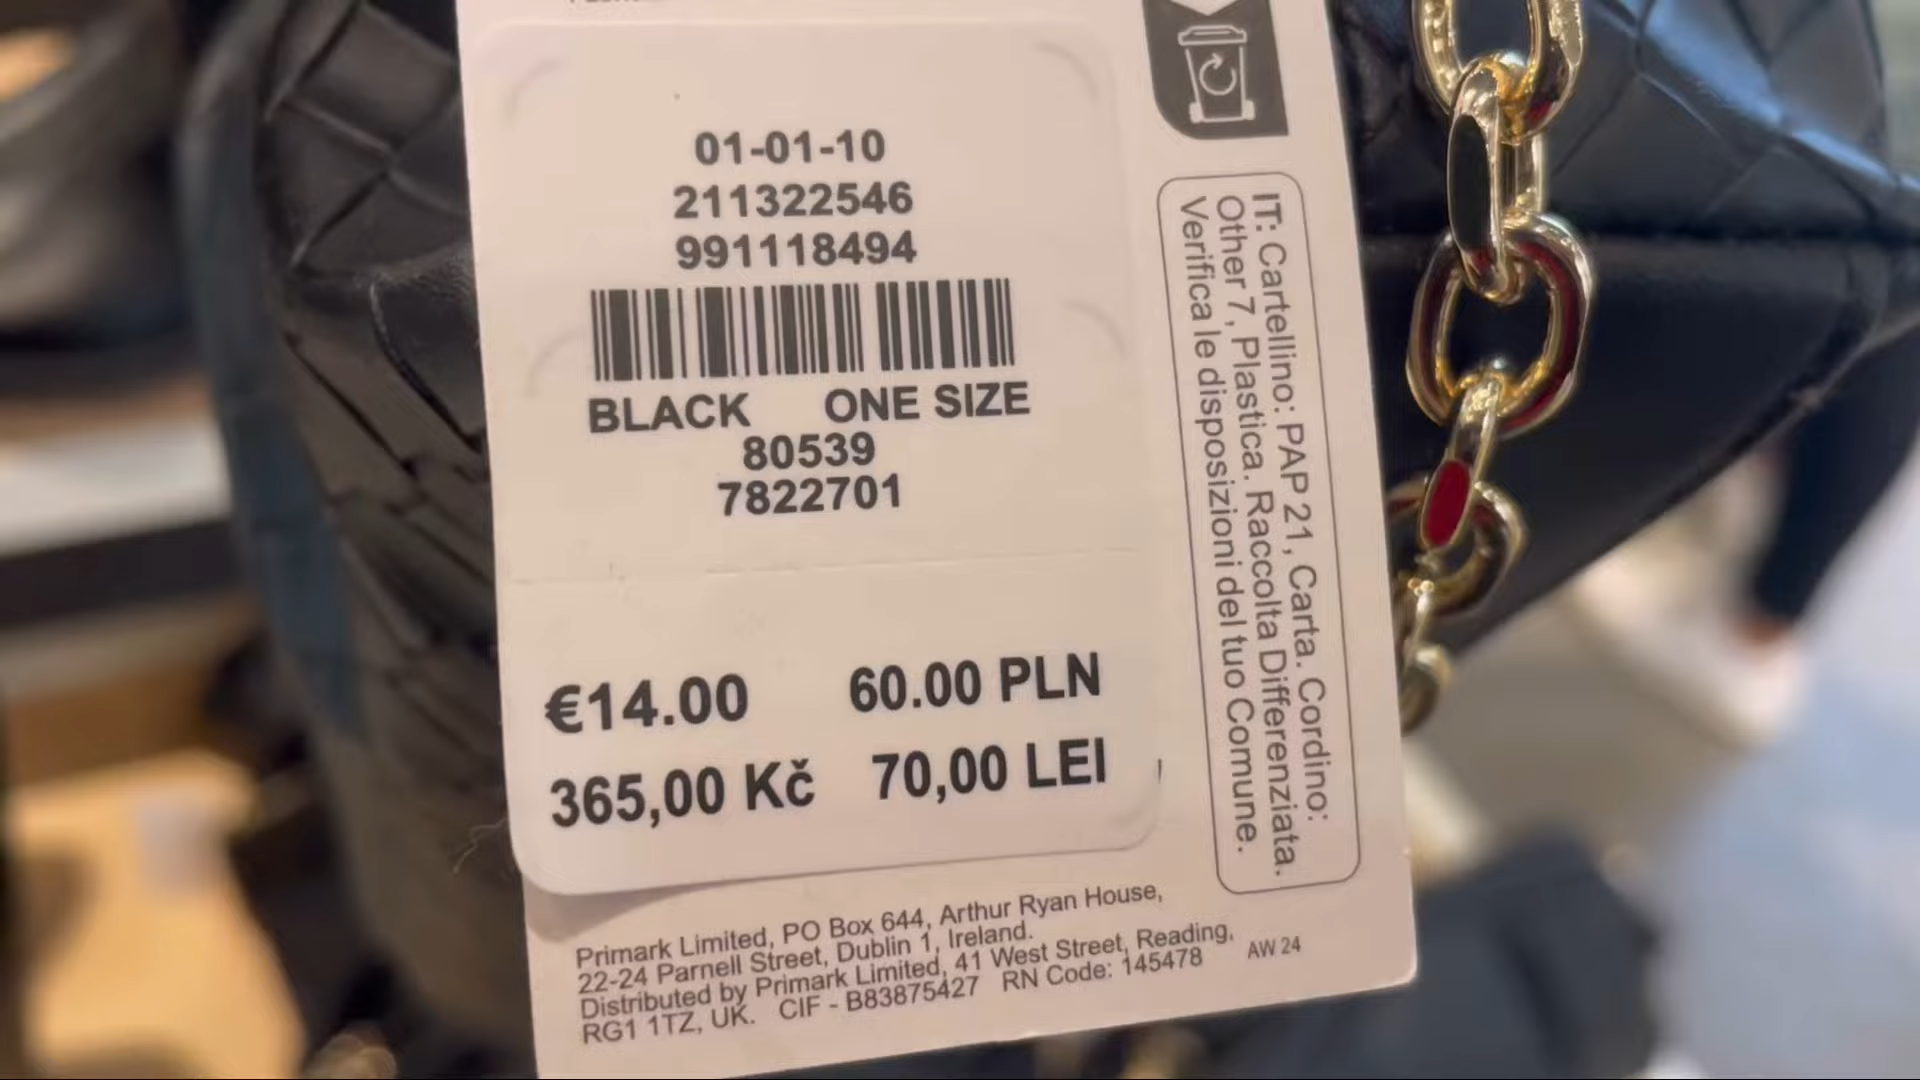 01-01-10
211322546
991118494
BLACK ONE SIZE
80539
7822701
€14.00 60.00 PLN
365,00 Kč 70,00 LEI
IT: Cartellino: PAP 21, Carta. Cordino:
Other 7, Plastica. Raccolta Differenziata.
Verifica le disposizioni del tuo Comune.
Primark Limited, PO Box 644, Arthur Ryan House,
22-24 Parnell Street, Dublin 1, Ireland.
Distributed by Primark Limited, 41 West Street, Reading,
RG1 1TZ, UK. CIF - B83875427 RN Code: 145478
AW 24